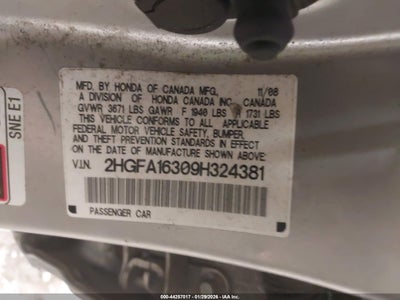 MFD. BY HONDA OF CANADA MFG. 11/08
A DIVISION OF HONDA CANADA INC. CANADA
GVWR 3671 LBS GAWR F 1940 LBS R 1731 LBS
THIS VEHICLE CONFORMS TO ALL APPLICABLE
FEDERAL MOTOR VEHICLE SAFETY, BUMPER,
AND THEFT PREVENTION STANDARDS IN EFFECT
ON THE DATE OF MANUFACTURE SHOWN ABOVE.
V.I.N. 2HGFA16309H324381
PASSENGER CAR
SNE E1
000-44257017 | 01/29/2026 - IAA Inc.